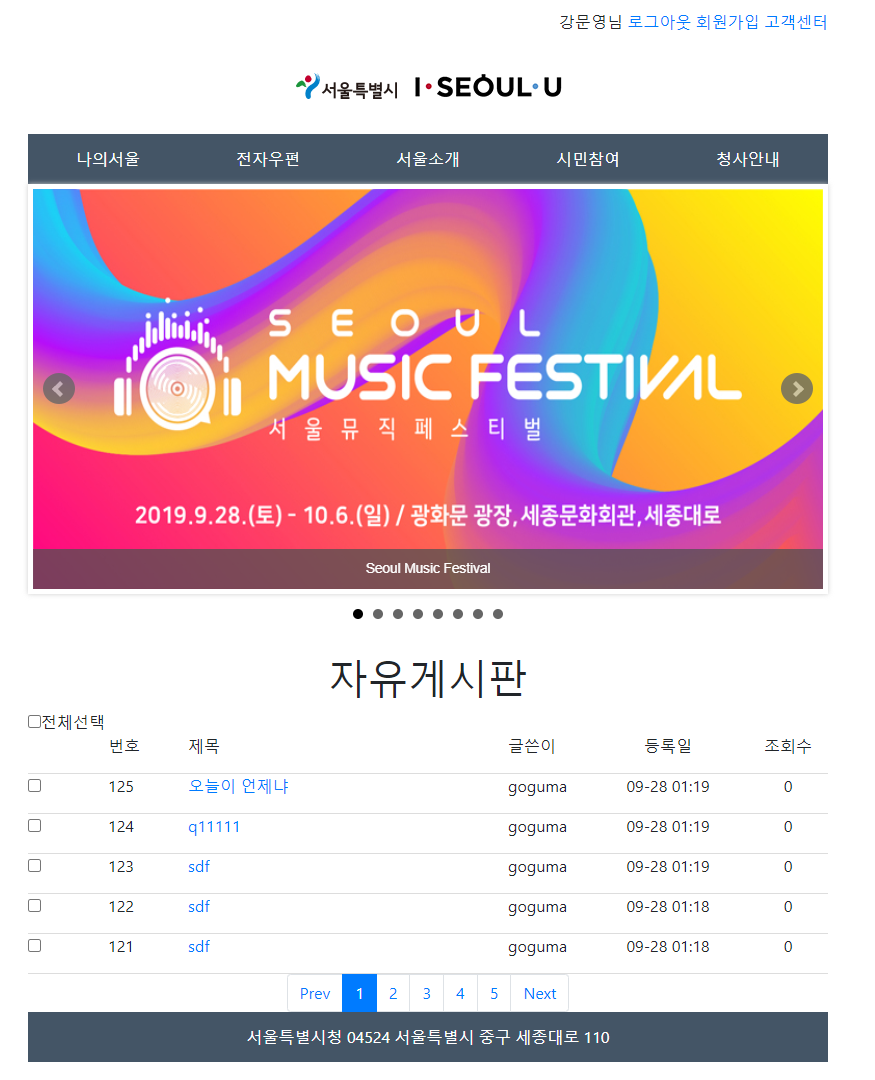 강문영님 로그아웃 회원가입 고객센터
서울특별시 I·SEOUL·U
나의서울 전자우편 서울소개 시민참여 청사안내
SEOUL
MUSIC FESTIVAL
서울뮤직페스티벌
2019.9.28.(토) - 10.6.(일) / 광화문 광장,세종문화회관,세종대로
Seoul Music Festival
자유게시판
전체선택
번호 제목 글쓴이 등록일 조회수
125 오늘이 언제냐 goguma 09-28 01:19 0
124 q11111 goguma 09-28 01:19 0
123 sdf goguma 09-28 01:19 0
122 sdf goguma 09-28 01:18 0
121 sdf goguma 09-28 01:18 0
Prev 1 2 3 4 5 Next
서울특별시청 04524 서울특별시 중구 세종대로 110